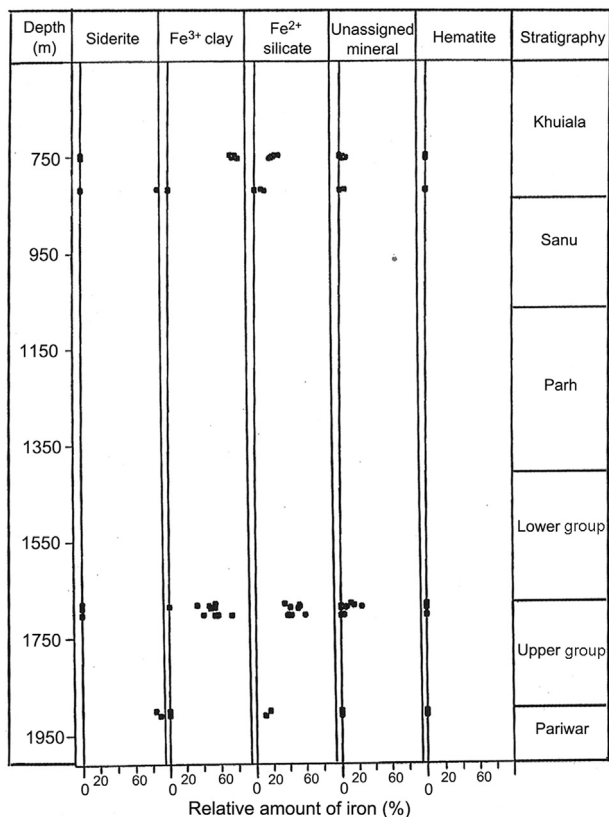 Depth (m) Siderite Fe³⁺ clay Fe²⁺ silicate Unassigned mineral Hematite Stratigraphy
Khuiala
750
Sanu
950
1150
Parh
1350
Lower group
1550
1750
Upper group
Pariwar
1950
0 20 60 0 20 60 0 20 60 0 20 60 0 20 60
Relative amount of iron (%)